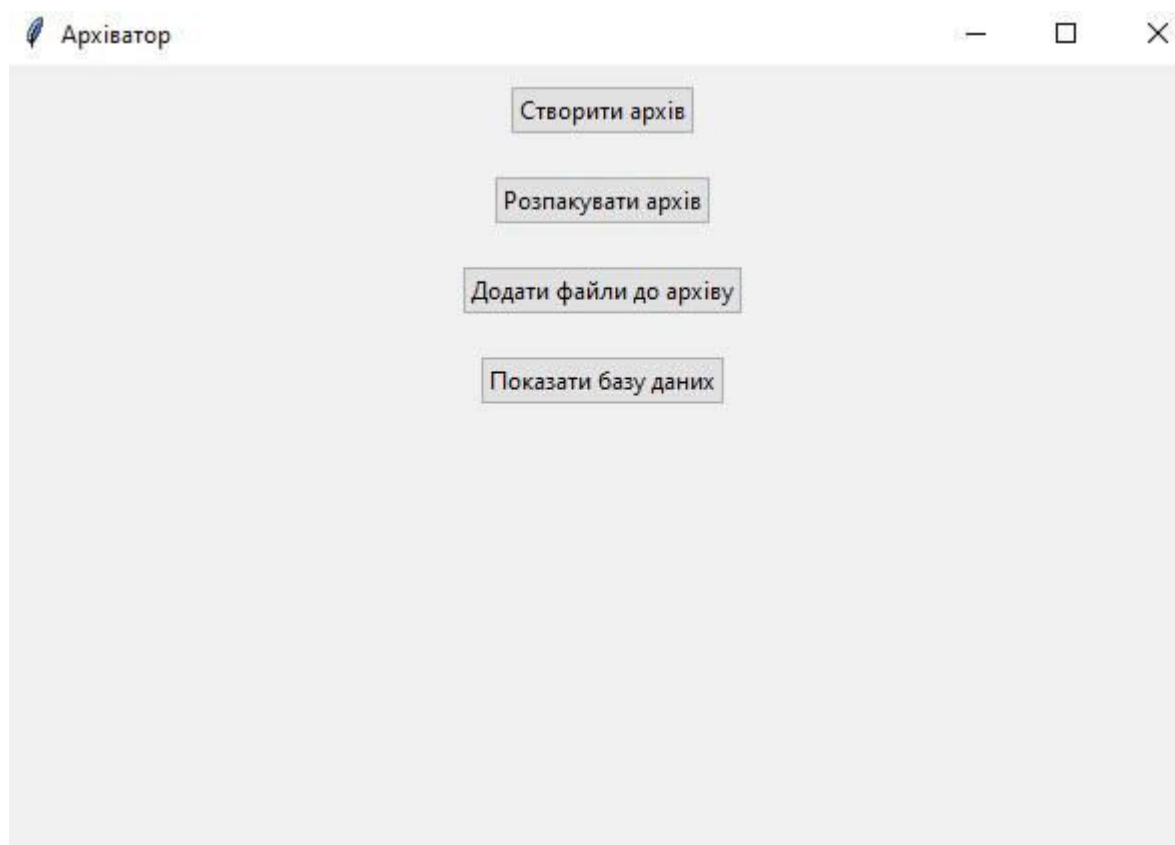 Архіватор
Створити архів
Розпакувати архів
Додати файли до архіву
Показати базу даних